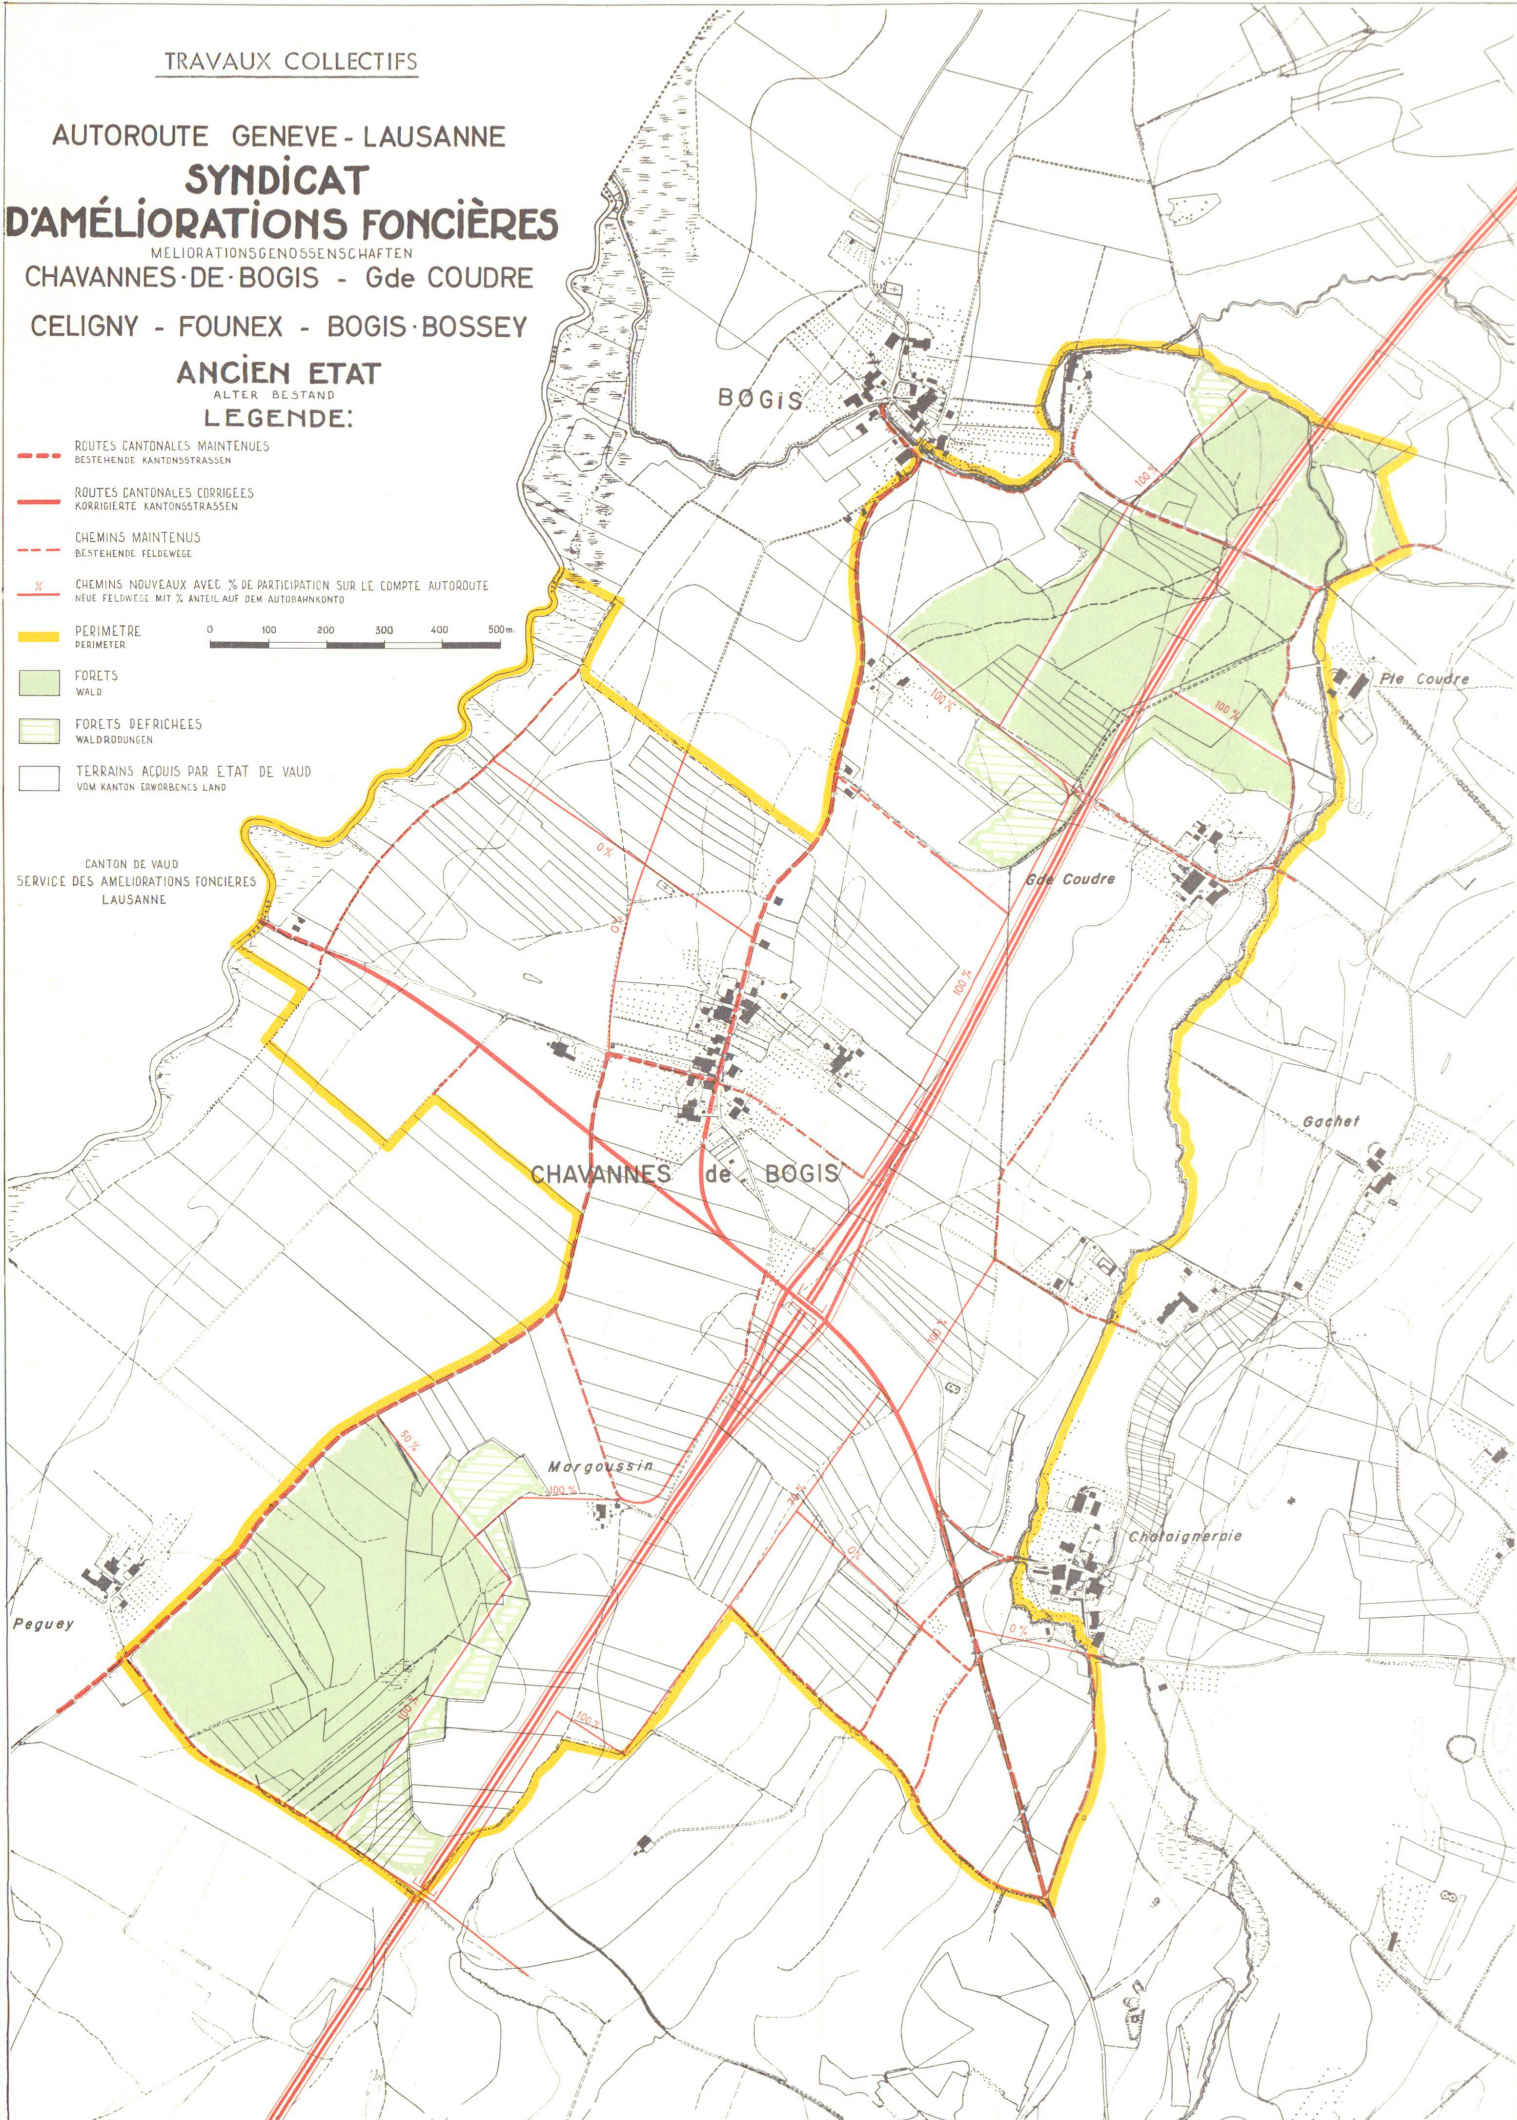 TRAVAUX COLLECTIFS
AUTOROUTE GENEVE - LAUSANNE
SYNDICAT
D'AMÉLIORATIONS FONCIÈRES
MELIORATIONSGENOSSENSCHAFTEN
CHAVANNES·DE·BOGIS - Gde COUDRE
CELIGNY - FOUNEX - BOGIS·BOSSEY
ANCIEN ETAT
ALTER BESTAND
LEGENDE:
ROUTES CANTONALES MAINTENUES
BESTEHENDE KANTONSSTRASSEN
ROUTES CANTONALES CORRIGEES
KORRIGIERTE KANTONSSTRASSEN
CHEMINS MAINTENUS
BESTEHENDE FELDEWEGE
% CHEMINS NOUVEAUX AVEC % DE PARTICIPATION SUR LE COMPTE AUTOROUTE
NEUE FELDWEGE MIT % ANTEIL AUF DEM AUTOBAHNKONTO
PERIMETRE
PERIMETER
0 100 200 300 400 500m.
FORETS
WALD
FORETS DEFRICHEES
WALDRODUNGEN
TERRAINS ACQUIS PAR ETAT DE VAUD
VOM KANTON ERWORBENES LAND
CANTON DE VAUD
SERVICE DES AMELIORATIONS FONCIERES
LAUSANNE
BOGIS
100 %
Pte Coudre
100 %
100 %
0 %
Gde Coudre
0 %
100 %
Gachet
CHAVANNES de BOGIS
100 %
50 %
Margoussin
100 %
0 %
Chataigneraie
Peguey
0 %
100 %
100 %